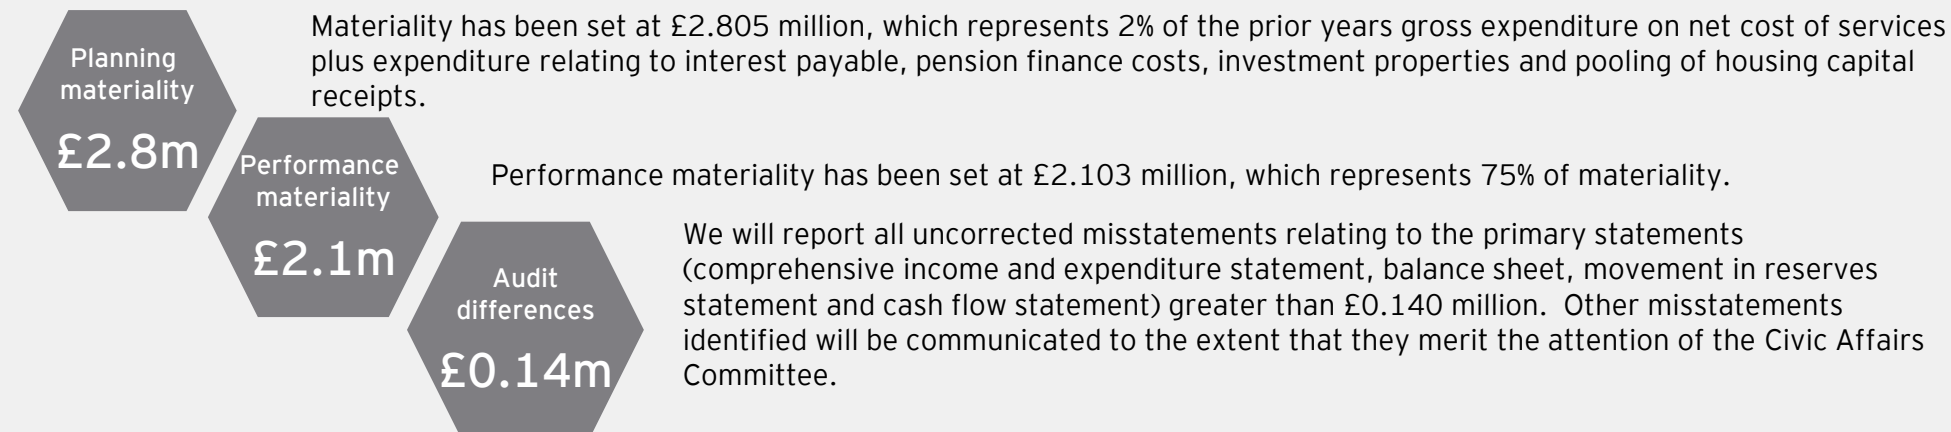 Planning
materiality
£2.8m
Materiality has been set at £2.805 million, which represents 2% of the prior years gross expenditure on net cost of services
plus expenditure relating to interest payable, pension finance costs, investment properties and pooling of housing capital
receipts.
Performance
materiality
£2.1m
Performance materiality has been set at £2.103 million, which represents 75% of materiality.
Audit
differences
£0.14m
We will report all uncorrected misstatements relating to the primary statements
(comprehensive income and expenditure statement, balance sheet, movement in reserves
statement and cash flow statement) greater than £0.140 million.  Other misstatements
identified will be communicated to the extent that they merit the attention of the Civic Affairs
Committee.